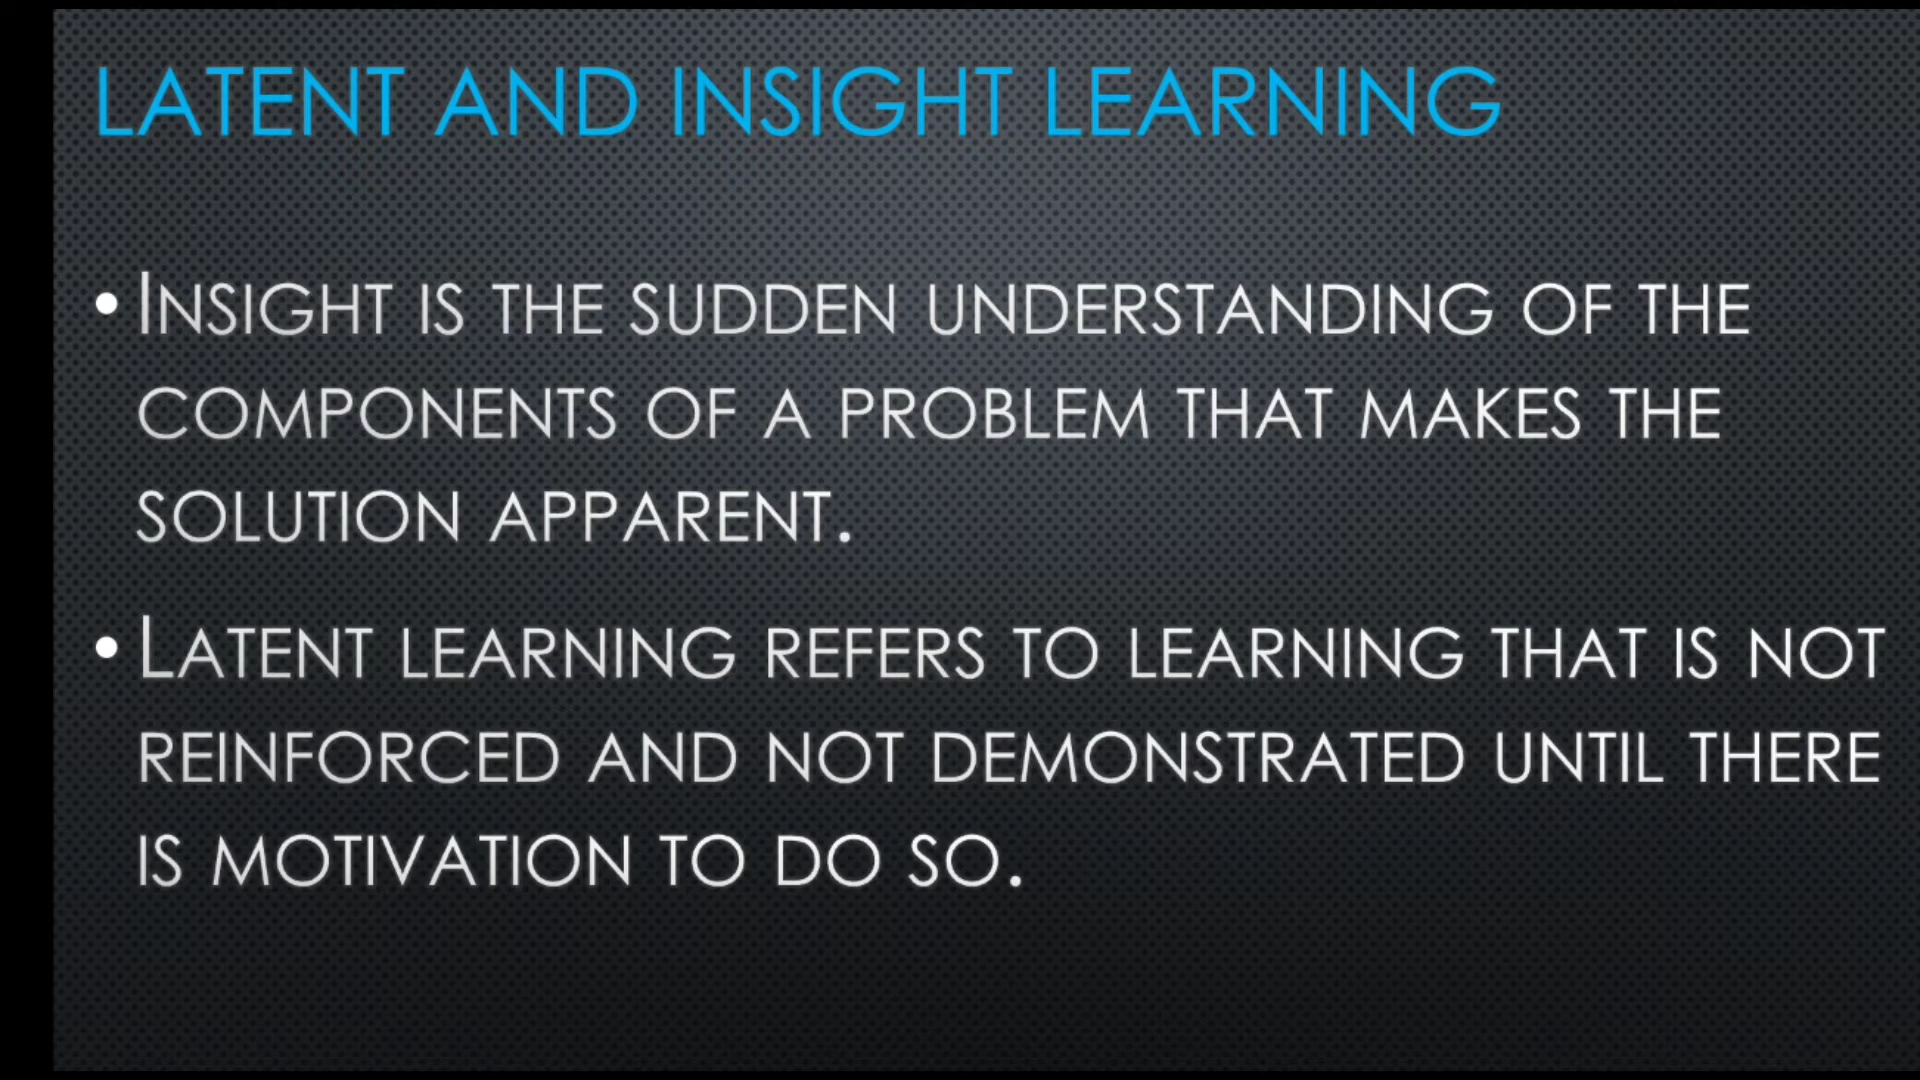 LATENT AND INSIGHT LEARNING
• INSIGHT IS THE SUDDEN UNDERSTANDING OF THE
COMPONENTS OF A PROBLEM THAT MAKES THE
SOLUTION APPARENT.
• LATENT LEARNING REFERS TO LEARNING THAT IS NOT
REINFORCED AND NOT DEMONSTRATED UNTIL THERE
IS MOTIVATION TO DO SO.